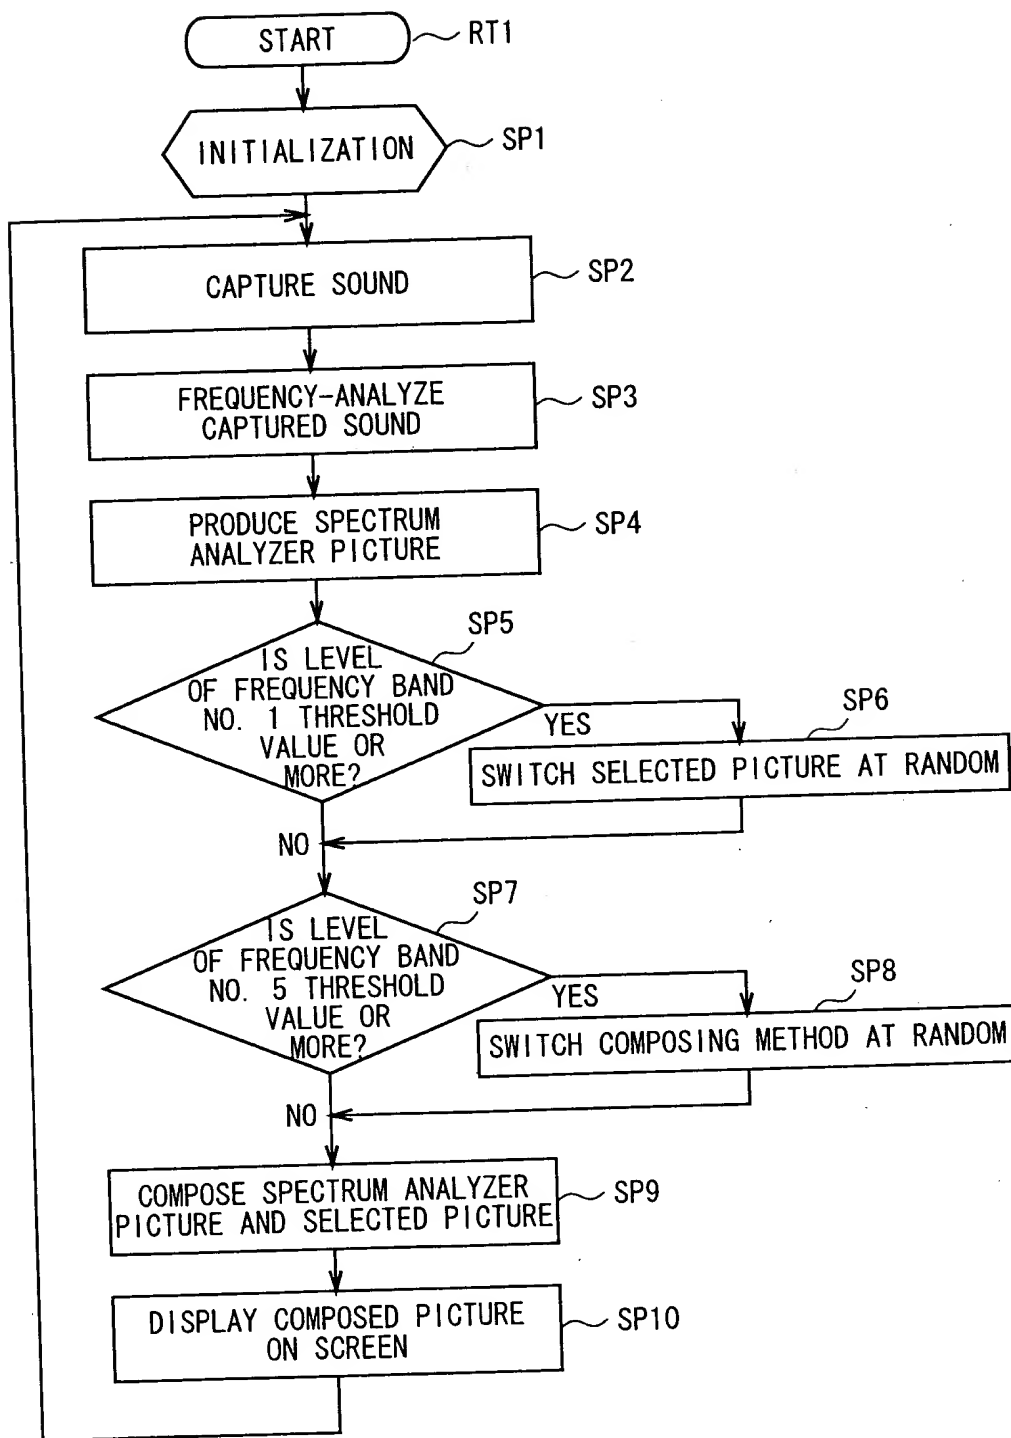 START
RT1
INITIALIZATION
SP1
CAPTURE SOUND
SP2
FREQUENCY-ANALYZE
CAPTURED SOUND
SP3
PRODUCE SPECTRUM
ANALYZER PICTURE
SP4
SP5
IS LEVEL
OF FREQUENCY BAND
NO. 1 THRESHOLD
VALUE OR
MORE?
YES
SP6
SWITCH SELECTED PICTURE AT RANDOM
NO
SP7
IS LEVEL
OF FREQUENCY BAND
NO. 5 THRESHOLD
VALUE OR
MORE?
YES
SP8
SWITCH COMPOSING METHOD AT RANDOM
NO
COMPOSE SPECTRUM ANALYZER
PICTURE AND SELECTED PICTURE
SP9
DISPLAY COMPOSED PICTURE
ON SCREEN
SP10